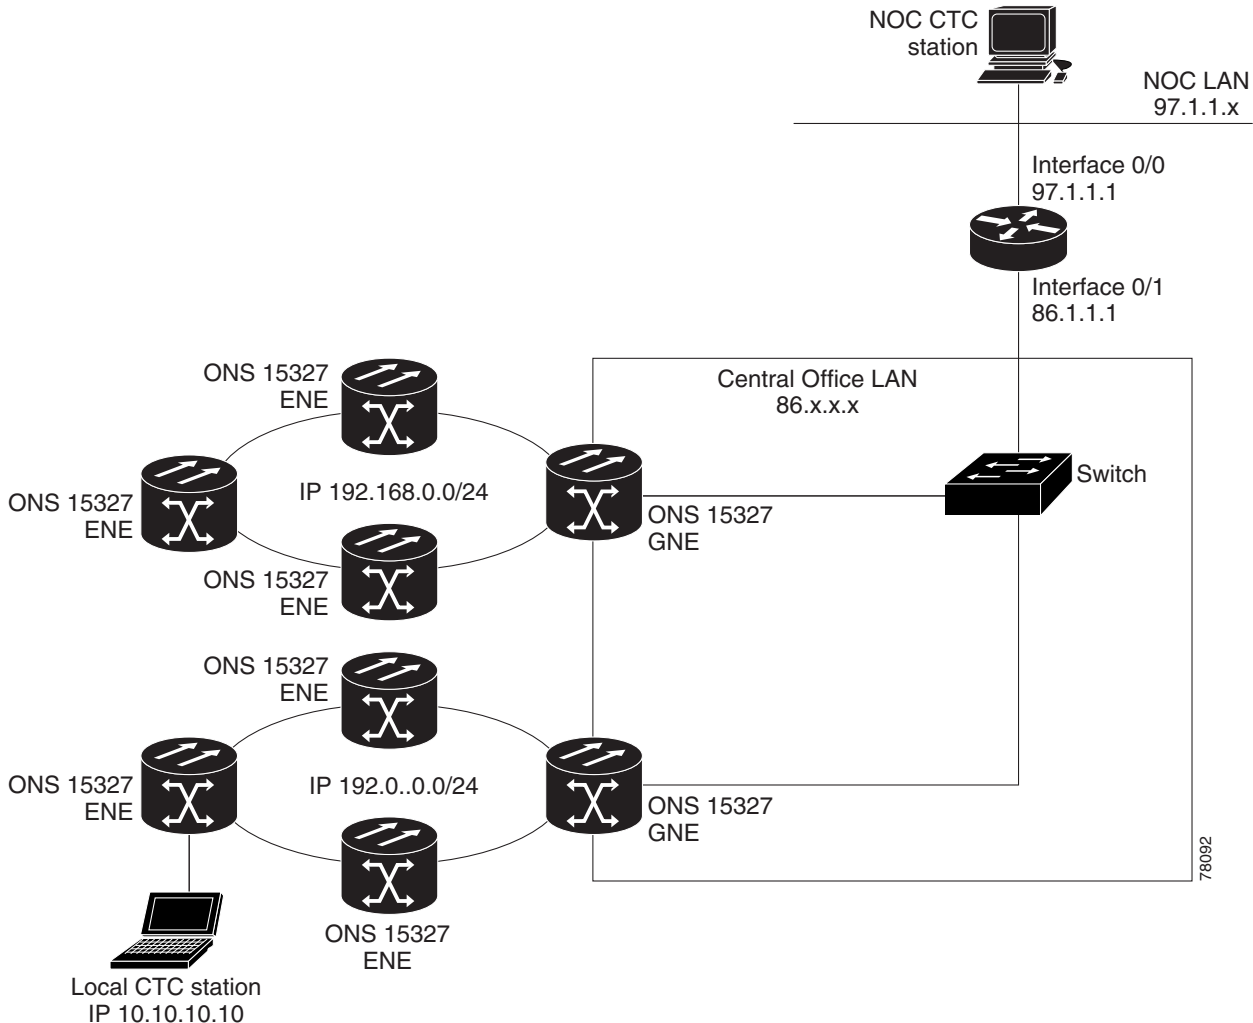 NOC CTC
station
NOC LAN
97.1.1.x
Interface 0/0
97.1.1.1
Interface 0/1
86.1.1.1
Central Office LAN
86.x.x.x
Switch
ONS 15327
ENE
ONS 15327
ENE
IP 192.168.0.0/24
ONS 15327
GNE
ONS 15327
ENE
ONS 15327
ENE
ONS 15327
ENE
IP 192.0..0.0/24
ONS 15327
GNE
ONS 15327
ENE
Local CTC station
IP 10.10.10.10
78092